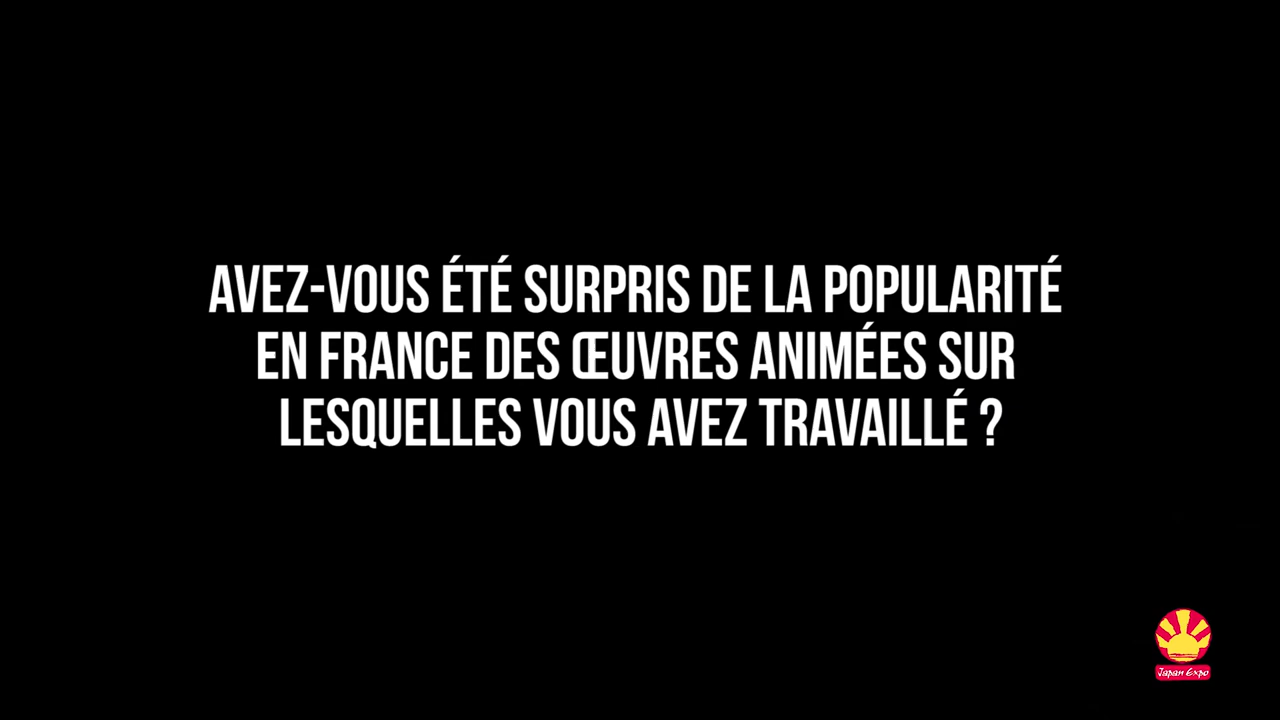 AVEZ-VOUS ÉTÉ SURPRIS DE LA POPULARITÉ
EN FRANCE DES ŒUVRES ANIMÉES SUR
LESQUELLES VOUS AVEZ TRAVAILLÉ ?
Japan Expo